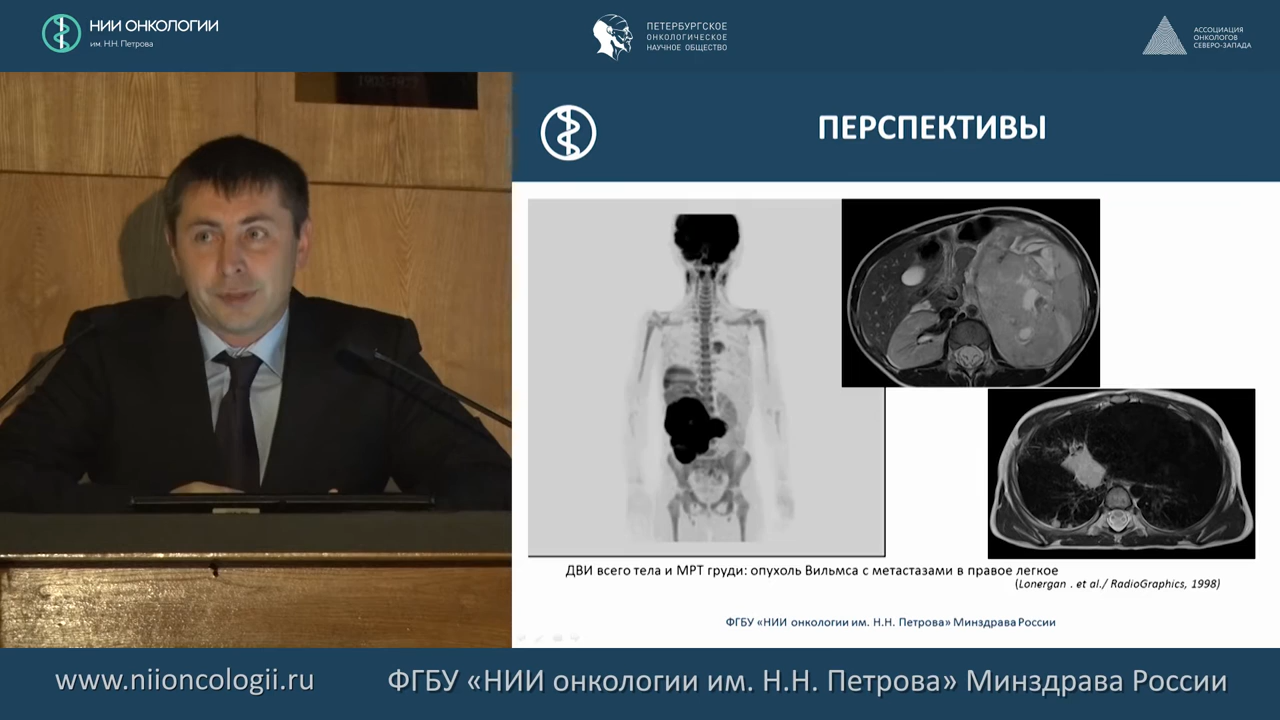 НИИ ОНКОЛОГИИ
им. Н.Н. Петрова
ПЕТЕРБУРГСКОЕ
ОНКОЛОГИЧЕСКОЕ
НАУЧНОЕ ОБЩЕСТВО
АССОЦИАЦИЯ
ОНКОЛОГОВ
СЕВЕРО-ЗАПАДА
ПЕРСПЕКТИВЫ
ДВИ всего тела и МРТ груди: опухоль Вильмса с метастазами в правое легкое
(Lonergan . et al./ RadioGraphics, 1998)
ФГБУ «НИИ онкологии им. Н.Н. Петрова» Минздрава России
www.niioncologii.ru
ФГБУ «НИИ онкологии им. Н.Н. Петрова» Минздрава России